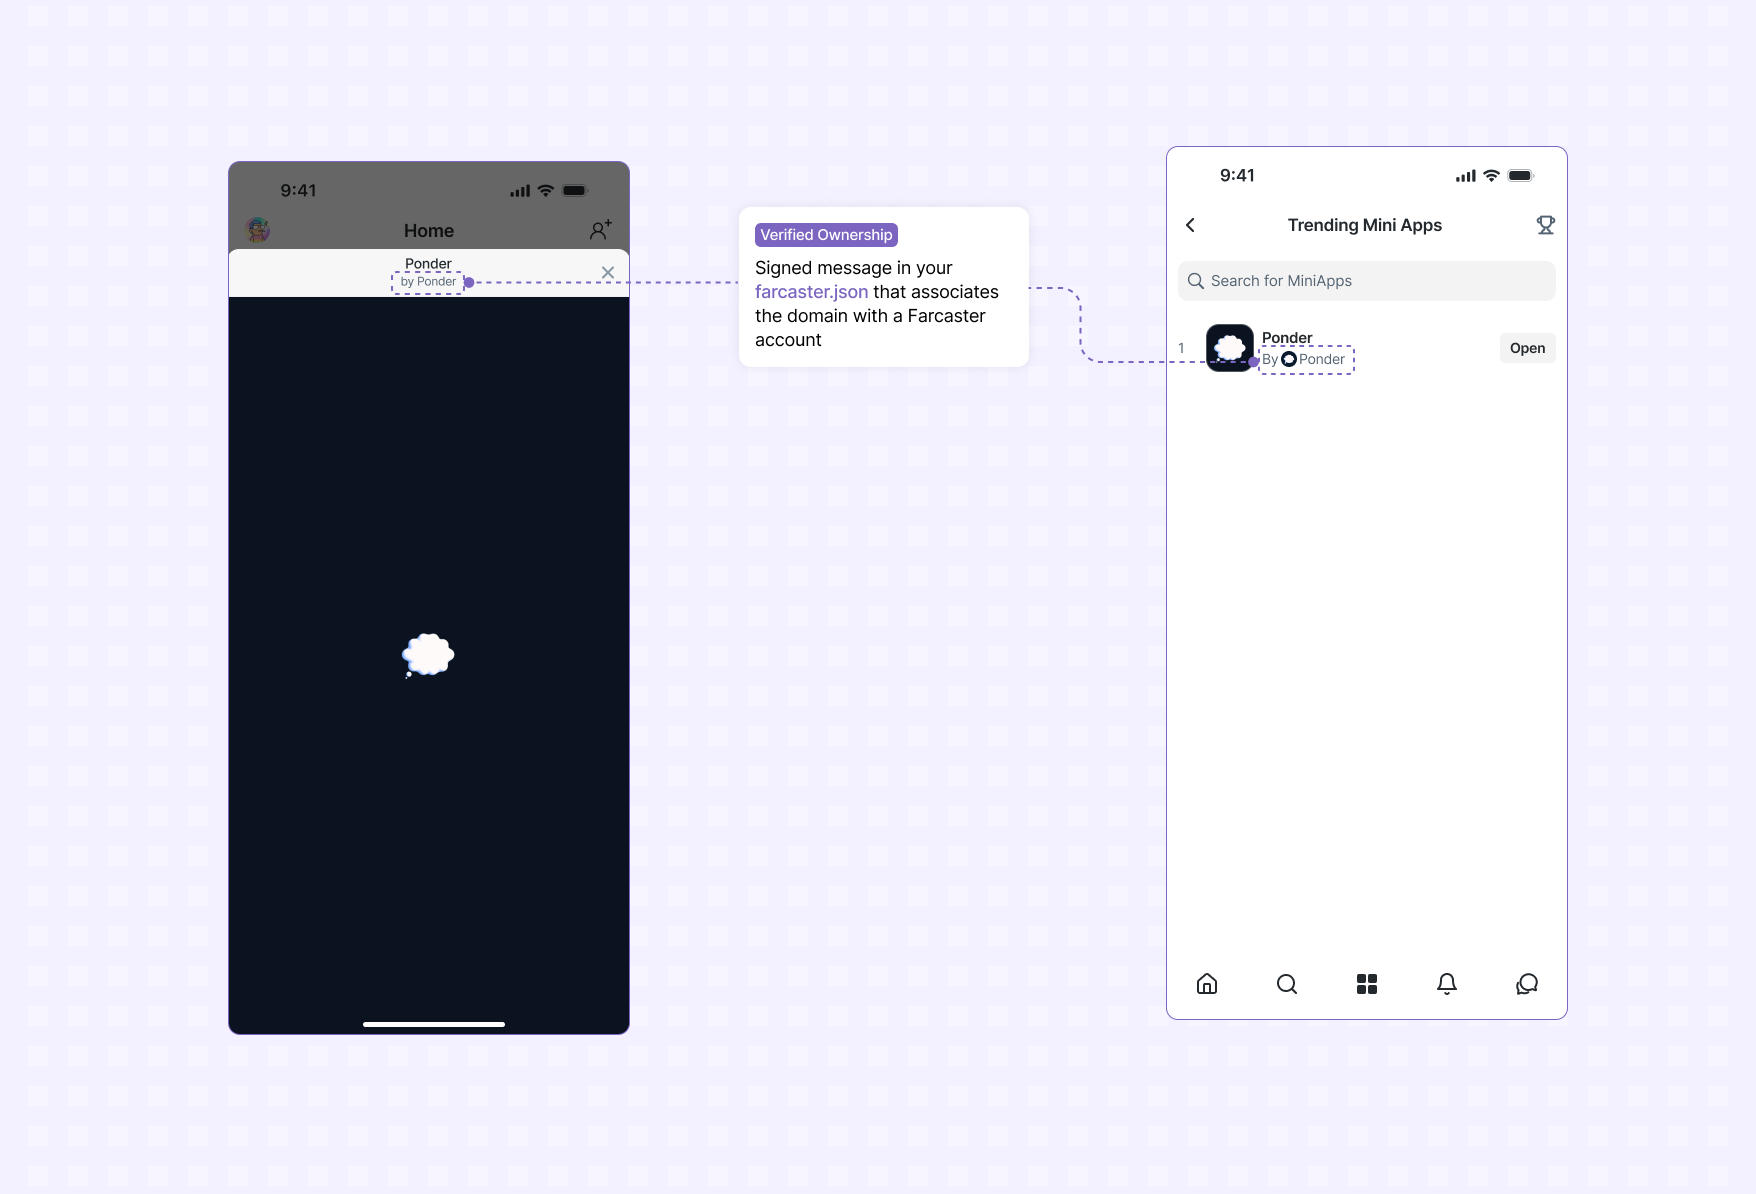 9:41
Home
Ponder
by Ponder
Verified Ownership
Signed message in your
farcaster.json that associates
the domain with a Farcaster
account
9:41
Trending Mini Apps
Search for MiniApps
1
Ponder
By Ponder
Open